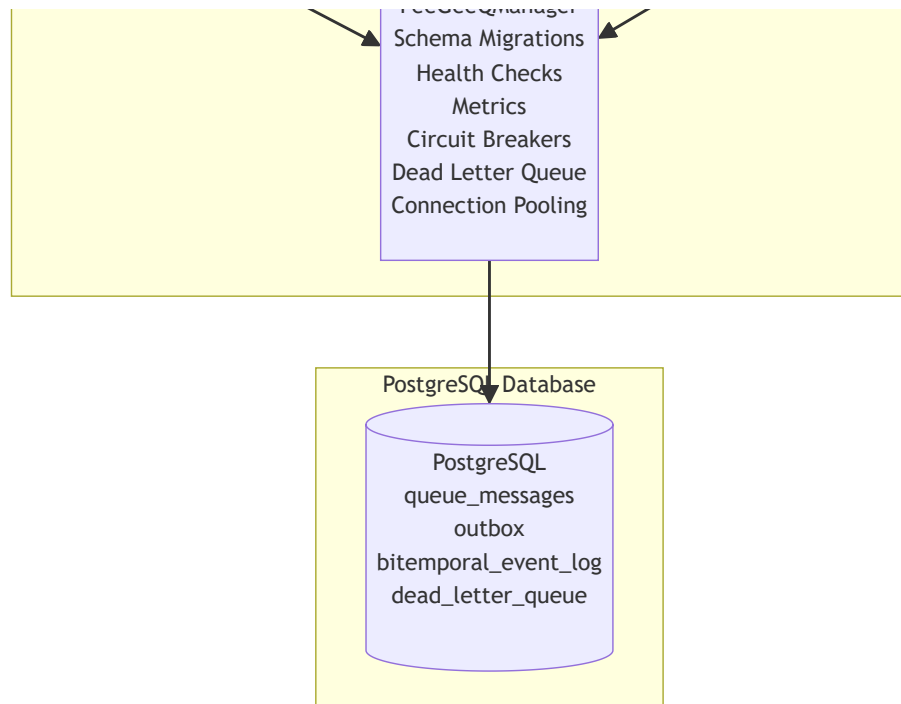 PeeGeeQManager
Schema Migrations
Health Checks
Metrics
Circuit Breakers
Dead Letter Queue
Connection Pooling
PostgreSQL Database
PostgreSQL
queue_messages
outbox
bitemporal_event_log
dead_letter_queue